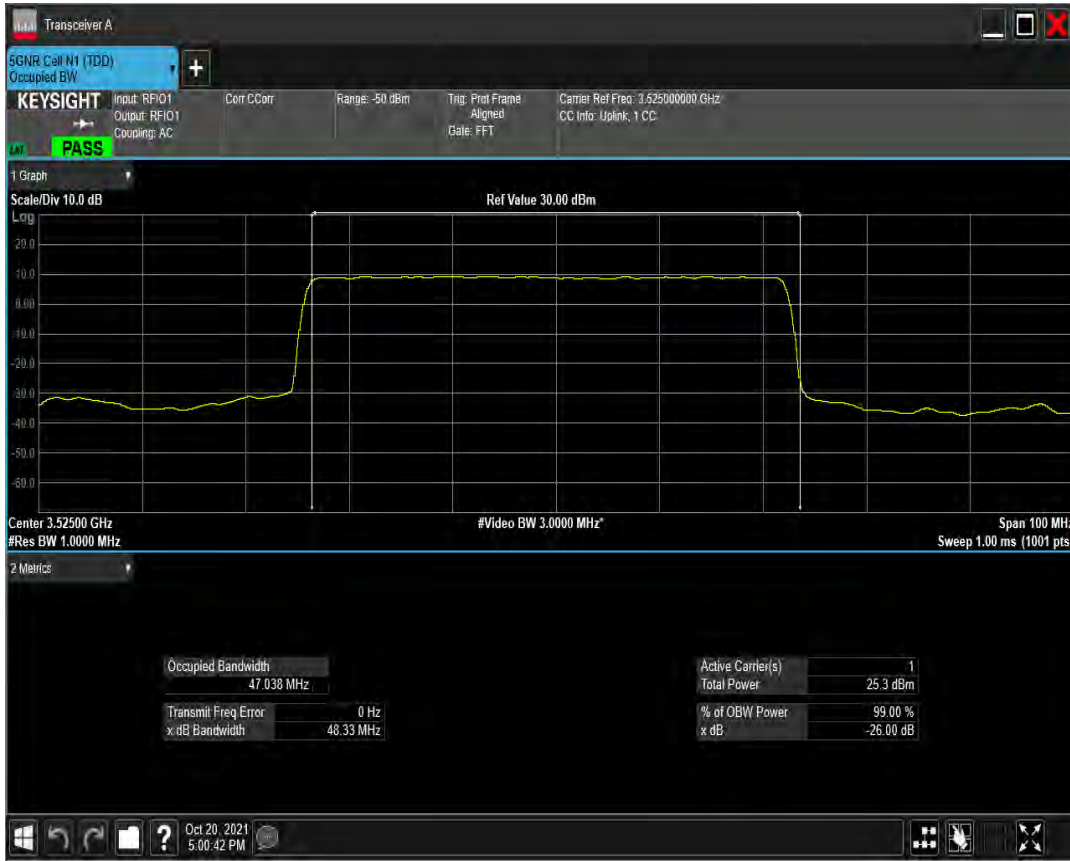 Transceiver A
5GNR Cell N1 (TDD)
Occupied BW
+
KEYSIGHT
PASS
Input: RFIO1
Output: RFIO1
Coupling: AC
Corr CCorr
Range: -50 dBm
Trig: Prot Frame
Aligned
Gate: FFT
Carrier Ref Freq: 3.525000000 GHz
CC Info: Uplink, 1 CC
1 Graph
Scale/Div 10.0 dB
Ref Value 30.00 dBm
Log
20.0
10.0
0.00
-10.0
-20.0
-30.0
-40.0
-50.0
-60.0
Center 3.52500 GHz
#Video BW 3.0000 MHz*
Span 100 MHz
#Res BW 1.0000 MHz
Sweep 1.00 ms (1001 pts
2 Metrics
Occupied Bandwidth
47.038 MHz
Transmit Freq Error 0 Hz
x dB Bandwidth 48.33 MHz
Active Carrier(s) 1
Total Power 25.3 dBm
% of OBW Power 99.00 %
x dB -26.00 dB
?
Oct 20, 2021
5:00:42 PM